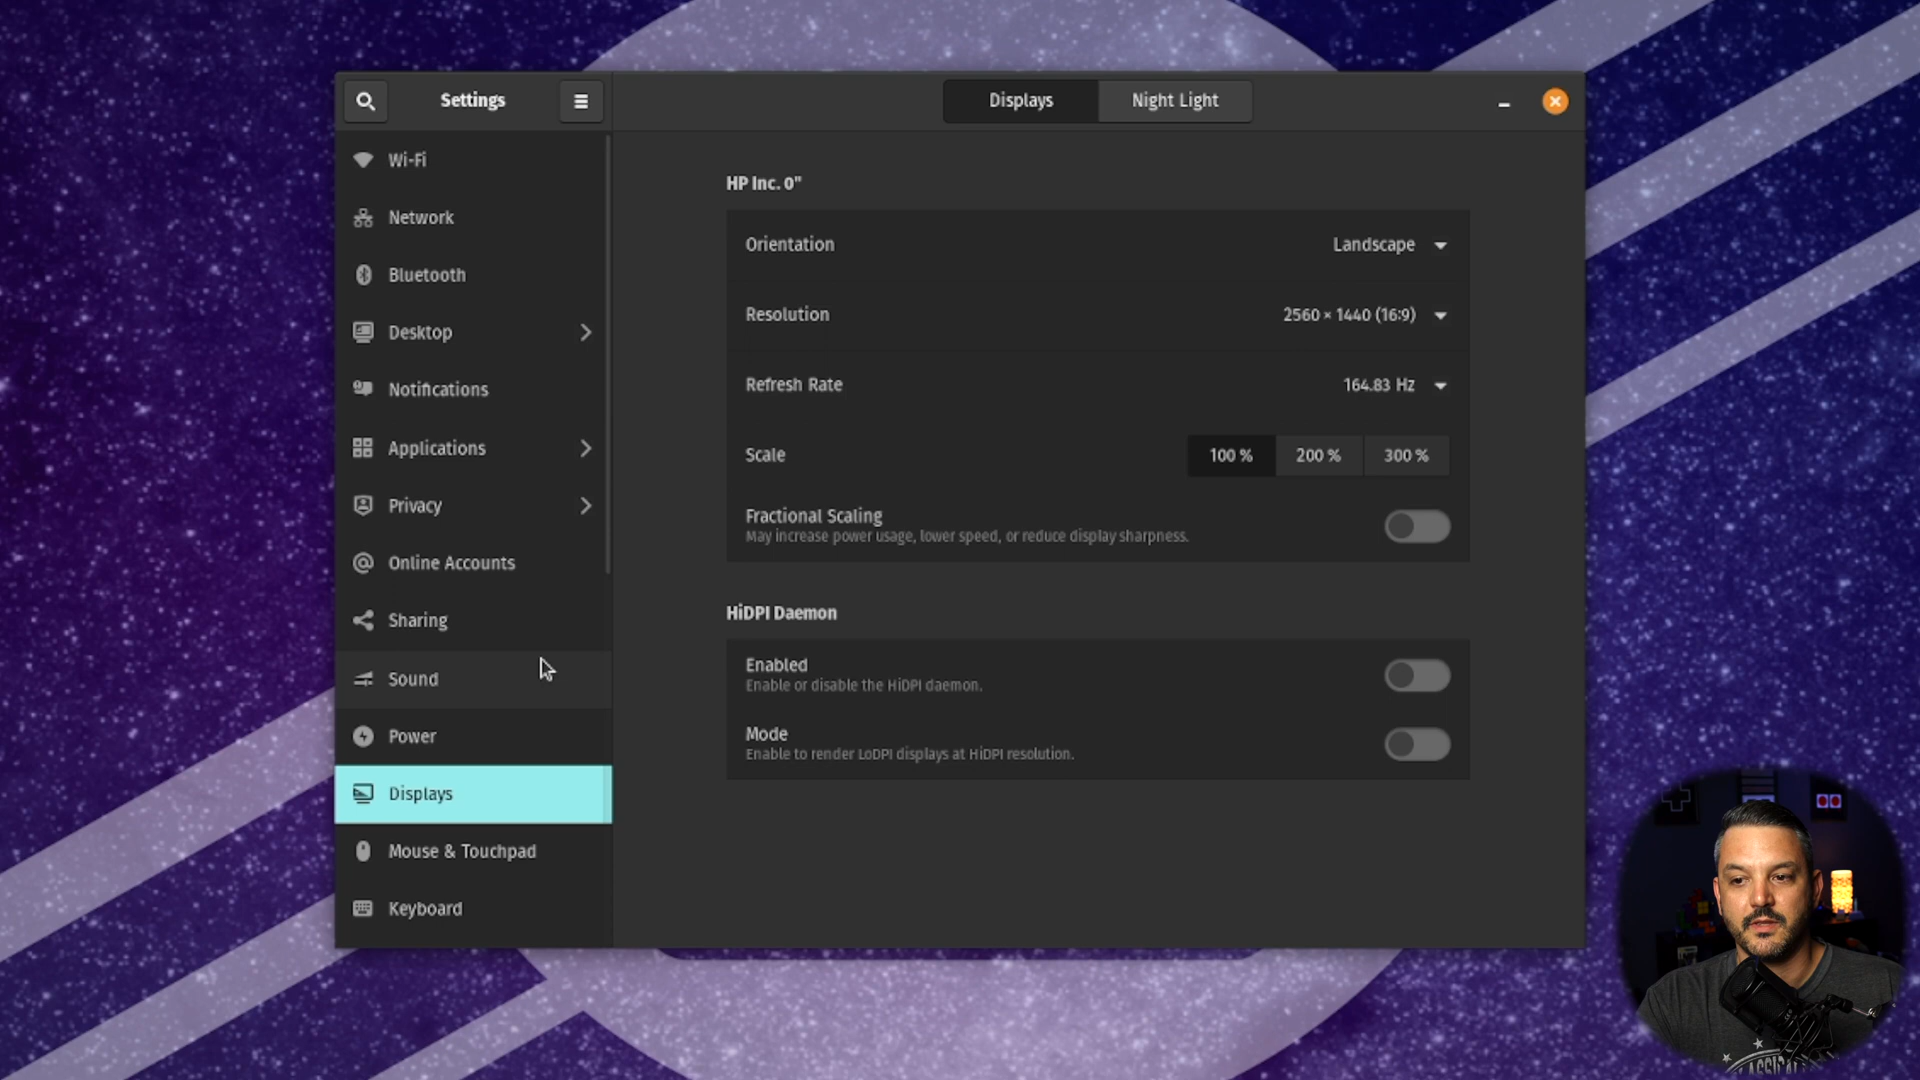 Settings
Displays
Night Light
Wi-Fi
Network
Bluetooth
Desktop
Notifications
Applications
Privacy
Online Accounts
Sharing
Sound
Power
Displays
Mouse & Touchpad
Keyboard
HP Inc. 0"
Orientation
Landscape
Resolution
2560 × 1440 (16:9)
Refresh Rate
164.83 Hz
Scale
100 %
200 %
300 %
Fractional Scaling
May increase power usage, lower speed, or reduce display sharpness.
HiDPI Daemon
Enabled
Enable or disable the HiDPI daemon.
Mode
Enable to render LoDPI displays at HiDPI resolution.